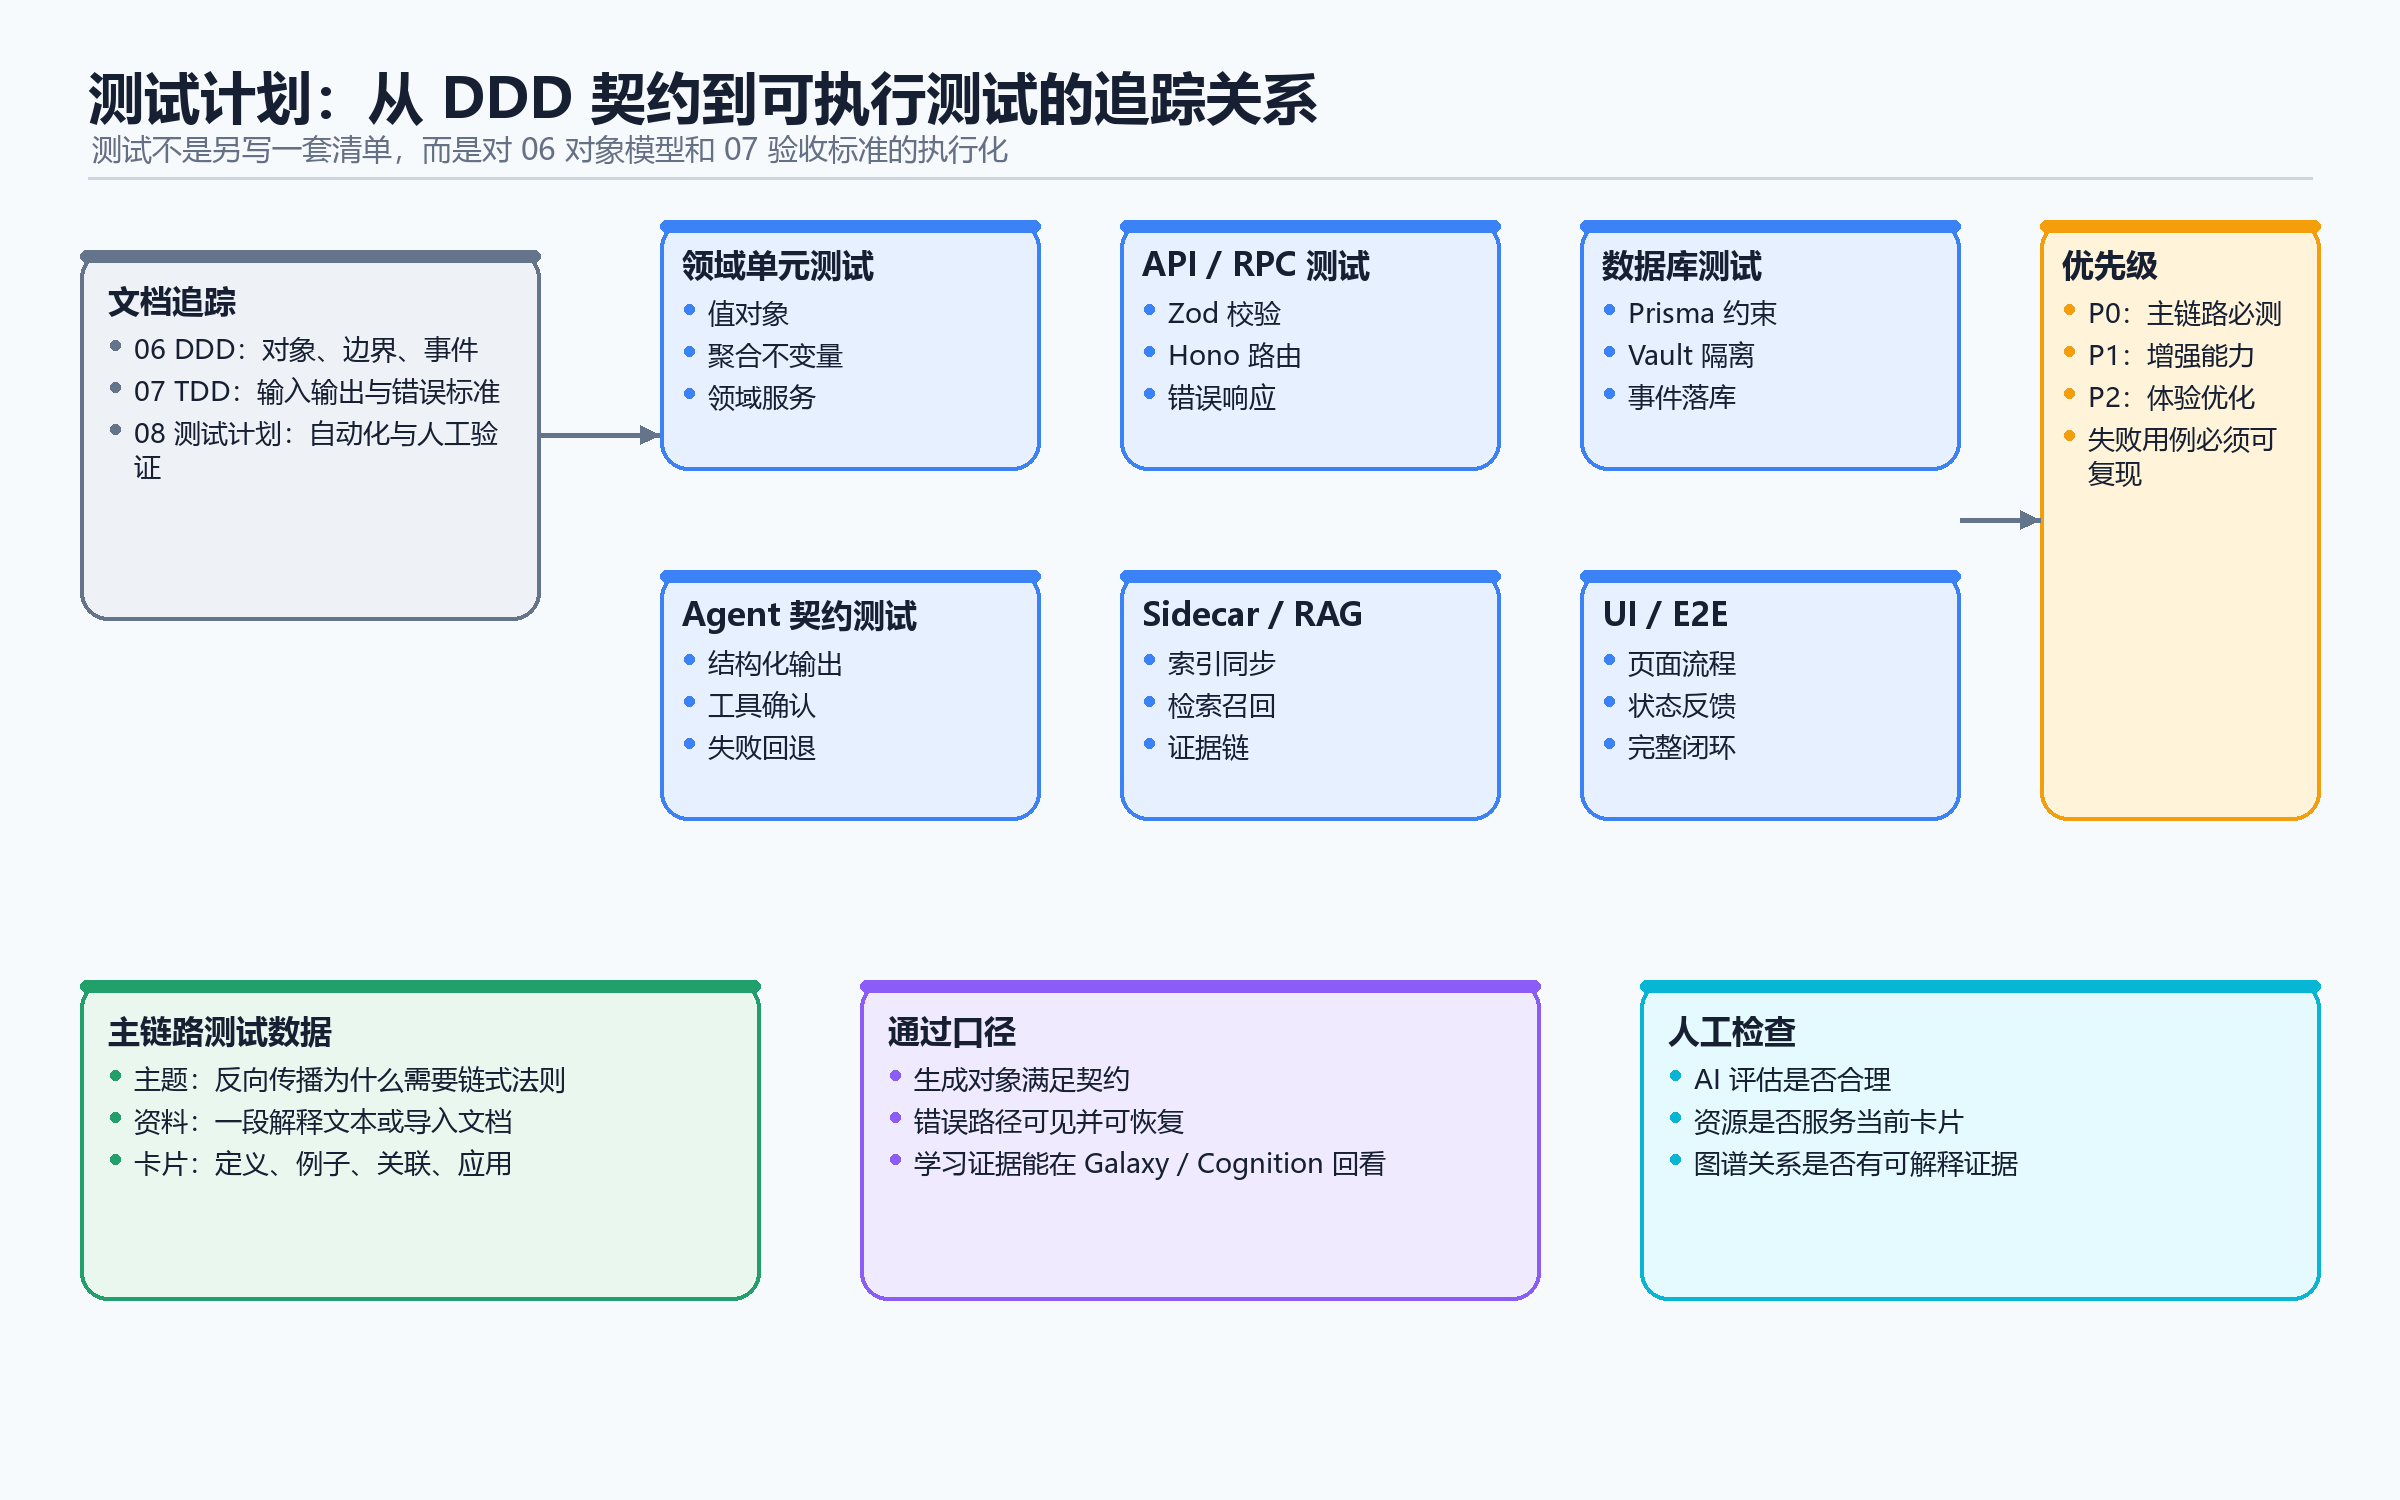 测试计划：从 DDD 契约到可执行测试的追踪关系
测试不是另写一套清单，而是对 06 对象模型和 07 验收标准的执行化
文档追踪
06 DDD：对象、边界、事件
07 TDD：输入输出与错误标准
08 测试计划：自动化与人工验
证
领域单元测试
值对象
聚合不变量
领域服务
API / RPC 测试
Zod 校验
Hono 路由
错误响应
数据库测试
Prisma 约束
Vault 隔离
事件落库
优先级
P0：主链路必测
P1：增强能力
P2：体验优化
失败用例必须可
复现
Agent 契约测试
结构化输出
工具确认
失败回退
Sidecar / RAG
索引同步
检索召回
证据链
UI / E2E
页面流程
状态反馈
完整闭环
主链路测试数据
主题：反向传播为什么需要链式法则
资料：一段解释文本或导入文档
卡片：定义、例子、关联、应用
通过口径
生成对象满足契约
错误路径可见并可恢复
学习证据能在 Galaxy / Cognition 回看
人工检查
AI 评估是否合理
资源是否服务当前卡片
图谱关系是否有可解释证据